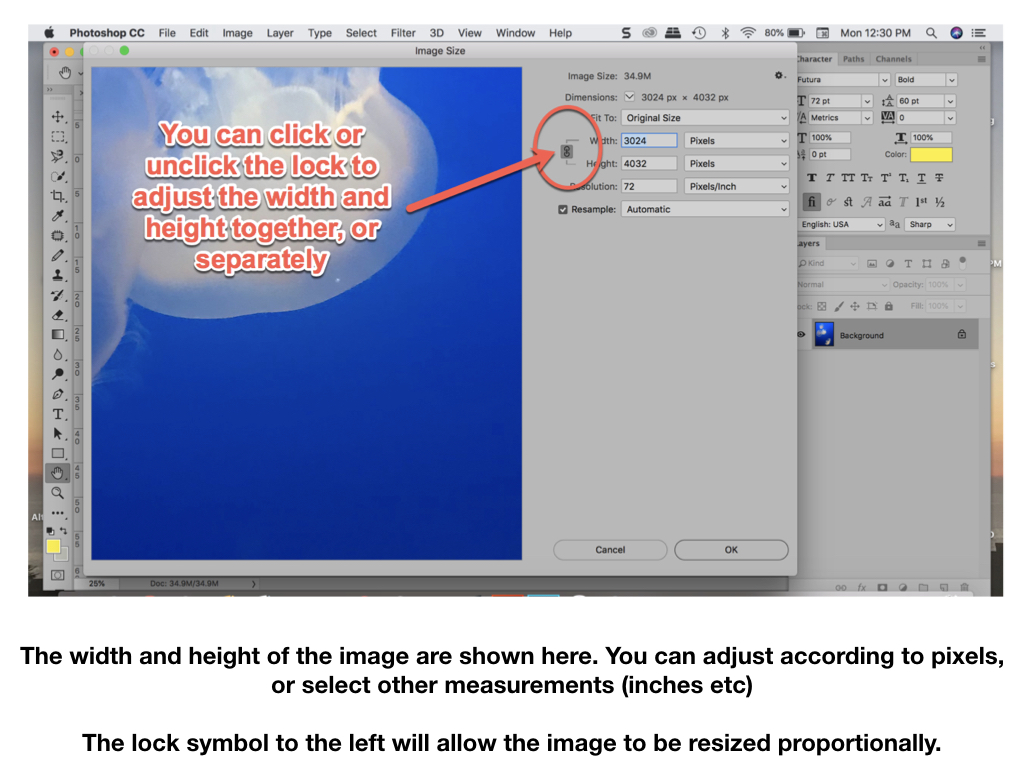 Photoshop CC File Edit Image Layer Type Select Filter 3D View Window Help 80% Mon 12:30 PM
Image Size
You can click or
unclick the lock to
adjust the width and
height together, or
separately
Image Size: 34.9M
Dimensions: 3024 px × 4032 px
Fit To: Original Size
Width: 3024 Pixels
Height: 4032 Pixels
Resolution: 72 Pixels/Inch
Resample: Automatic
Cancel OK
Character Paths Channels
Futura Bold
72 pt 60 pt
Metrics 0
100% 100%
0 pt Color:
English: USA Sharp
ayers
Kind
Normal Opacity: 100%
ock: Fill: 100%
Background
25% Doc: 34.9M/34.9M
The width and height of the image are shown here. You can adjust according to pixels,
or select other measurements (inches etc)
The lock symbol to the left will allow the image to be resized proportionally.